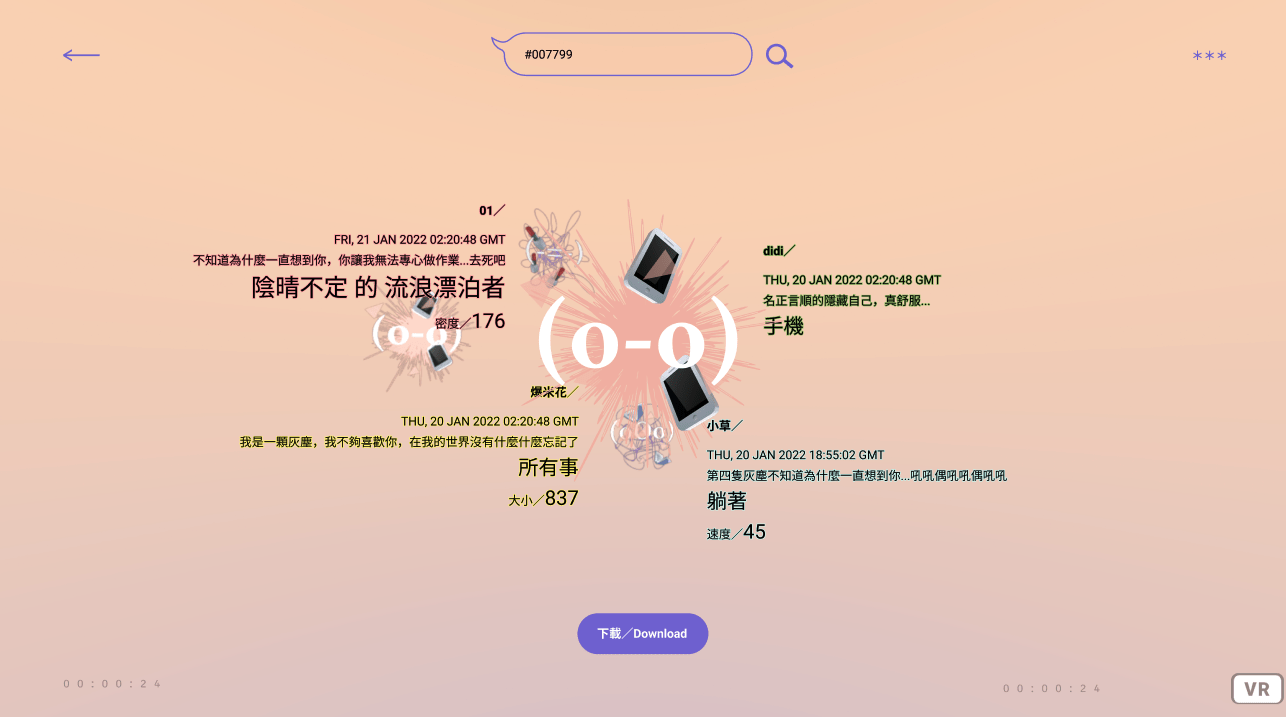 #007799
***
01／
FRI, 21 JAN 2022 02:20:48 GMT
不知道為什麼一直想到你，你讓我無法專心做作業...去死吧
陰晴不定 的 流浪漂泊者
密度／176
(o-o)
didi／
THU, 20 JAN 2022 02:20:48 GMT
名正言順的隱藏自己，真舒服...
手機
(o-o)
爆米花／
THU, 20 JAN 2022 02:20:48 GMT
我是一顆灰塵，我不夠喜歡你，在我的世界沒有什麼什麼忘記了
所有事
大小／837
小草／
THU, 20 JAN 2022 18:55:02 GMT
第四隻灰塵不知道為什麼一直想到你...吼吼偶吼吼偶吼吼
躺著
速度／45
下載／Download
00:00:24
00:00:24
VR